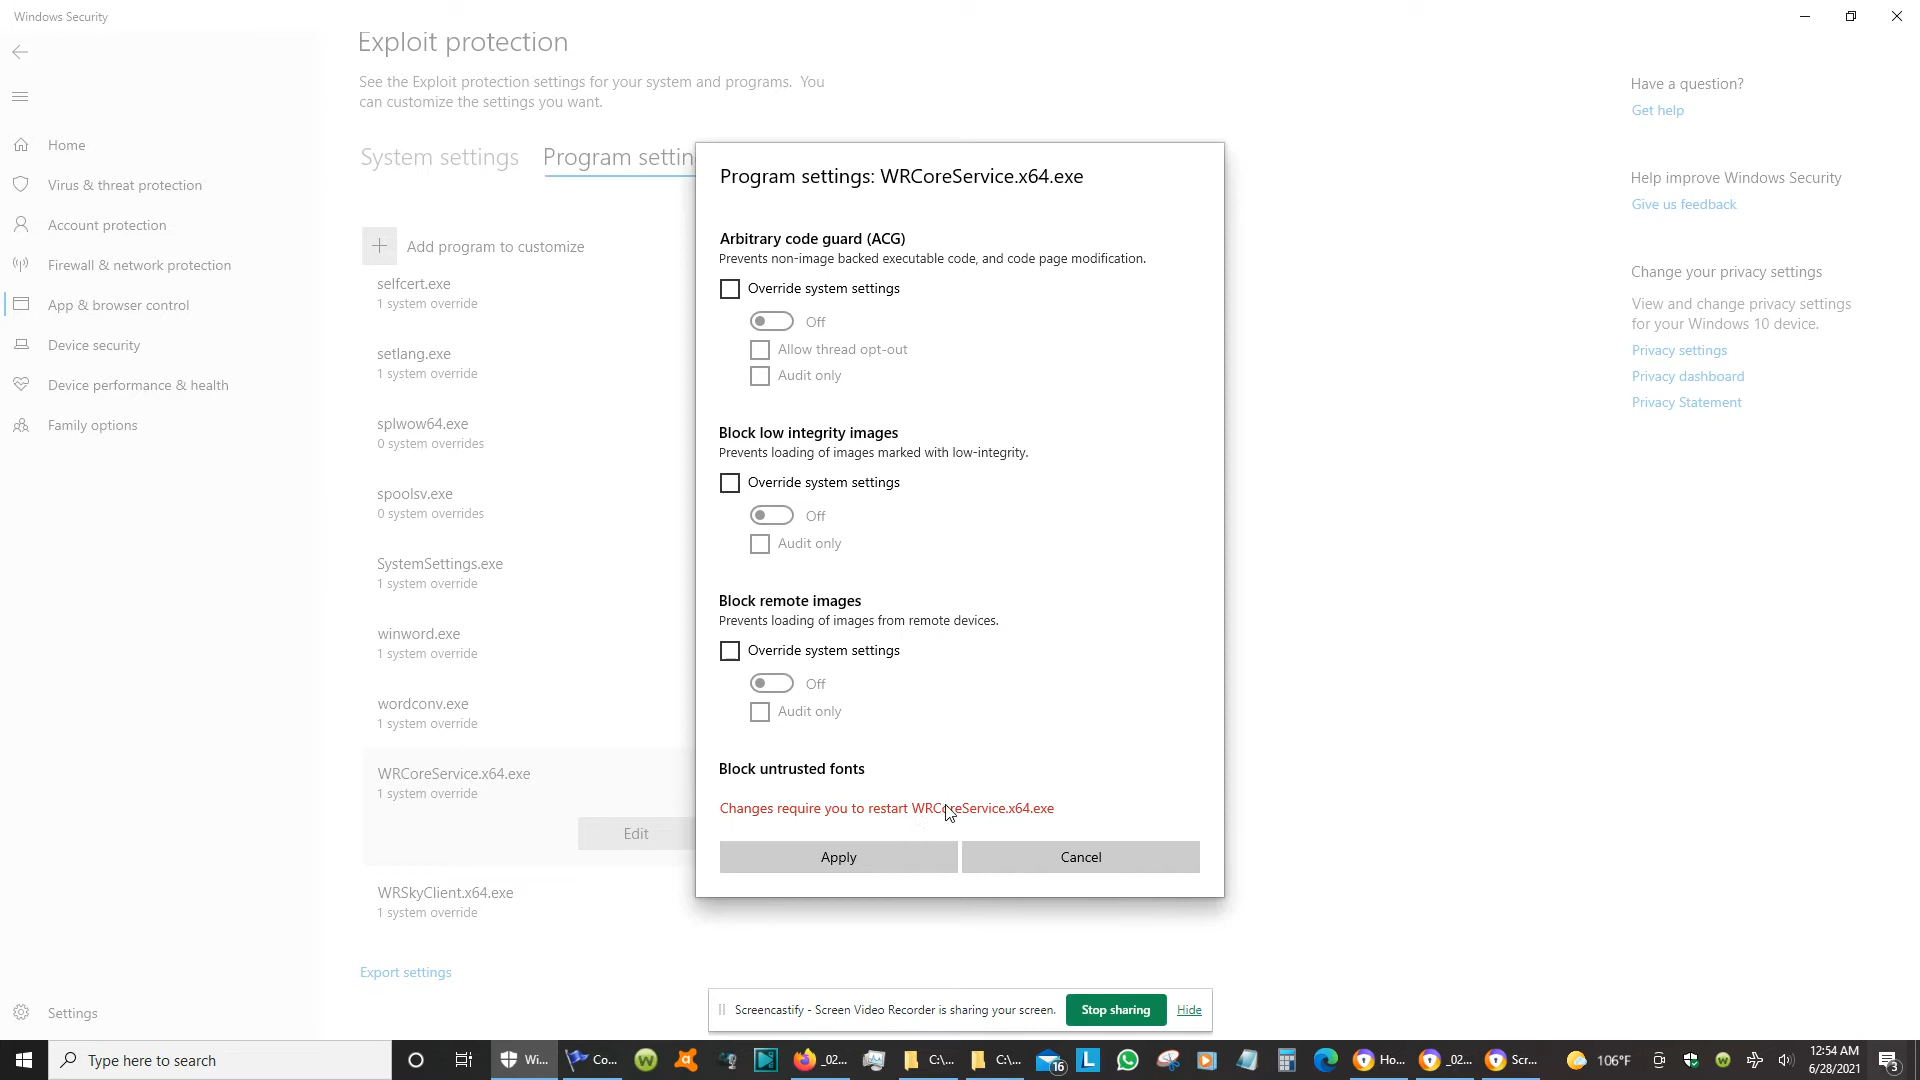 Windows Security
Exploit protection
See the Exploit protection settings for your system and programs. You
can customize the settings you want.
System settings
Program settin
Add program to customize
selfcert.exe
1 system override
setlang.exe
1 system override
splwow64.exe
0 system overrides
spoolsv.exe
0 system overrides
SystemSettings.exe
1 system override
winword.exe
1 system override
wordconv.exe
1 system override
WRCoreService.x64.exe
1 system override
Edit
WRSkyClient.x64.exe
1 system override
Export settings
Home
Virus & threat protection
Account protection
Firewall & network protection
App & browser control
Device security
Device performance & health
Family options
Settings
Program settings: WRCoreService.x64.exe
Arbitrary code guard (ACG)
Prevents non-image backed executable code, and code page modification.
Override system settings
Off
Allow thread opt-out
Audit only
Block low integrity images
Prevents loading of images marked with low-integrity.
Override system settings
Off
Audit only
Block remote images
Prevents loading of images from remote devices.
Override system settings
Off
Audit only
Block untrusted fonts
Changes require you to restart WRCoreService.x64.exe
Apply
Cancel
Have a question?
Get help
Help improve Windows Security
Give us feedback
Change your privacy settings
View and change privacy settings
for your Windows 10 device.
Privacy settings
Privacy dashboard
Privacy Statement
Screencastify - Screen Video Recorder is sharing your screen.
Stop sharing
Hide
Type here to search
Wi...
Co...
_02...
C:\...
C:\...
16
L
Ho...
_02...
Scr...
106°F
12:54 AM
6/28/2021
3